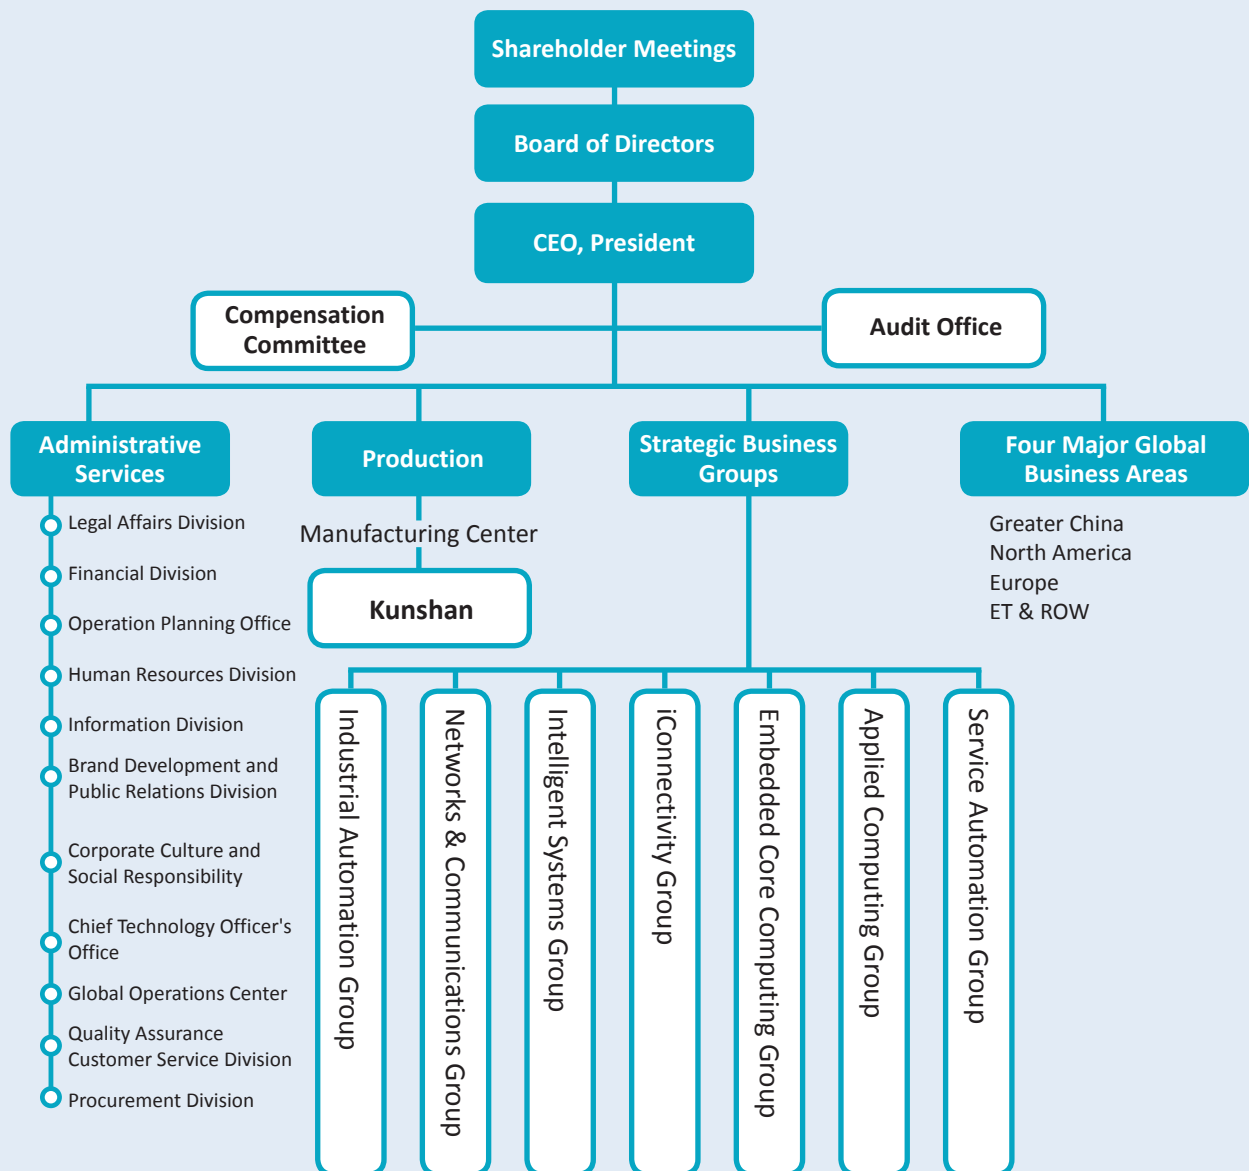 Shareholder Meetings
Board of Directors
CEO, President
Compensation
Committee
Audit Office
Administrative
Services
Production
Strategic Business
Groups
Four Major Global
Business Areas
Legal Affairs Division
Financial Division
Operation Planning Office
Human Resources Division
Information Division
Brand Development and
Public Relations Division
Corporate Culture and
Social Responsibility
Chief Technology Officer's
Office
Global Operations Center
Quality Assurance
Customer Service Division
Procurement Division
Manufacturing Center
Kunshan
Industrial Automation Group
Networks & Communications Group
Intelligent Systems Group
iConnectivity Group
Embedded Core Computing Group
Applied Computing Group
Service Automation Group
Greater China
North America
Europe
ET & ROW